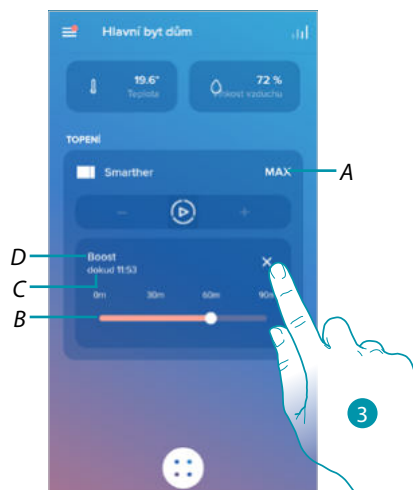 Hlavní byt dům
19.6°
Teplota
72 %
Vlhkost vzduchu
TOPENÍ
Smarther
MAX
A
D
Boost
C
dokud 11:53
0m
30m
60m
90m
B
3